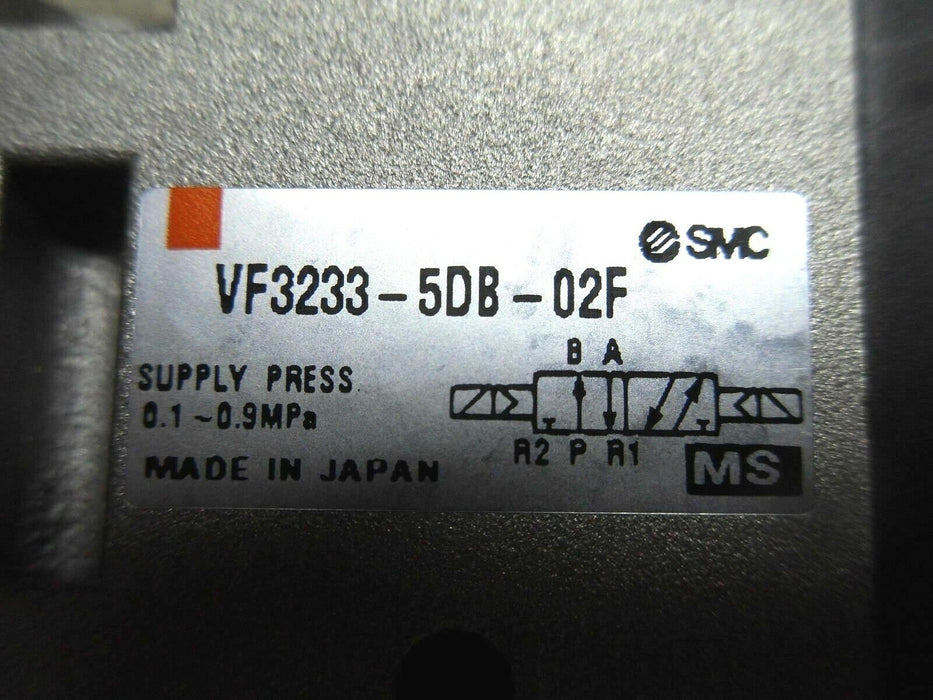 SMC
VF3233-5DB-02F
B A
SUPPLY PRESS.
0.1~0.9MPa
R2 P R1
MADE IN JAPAN
MS